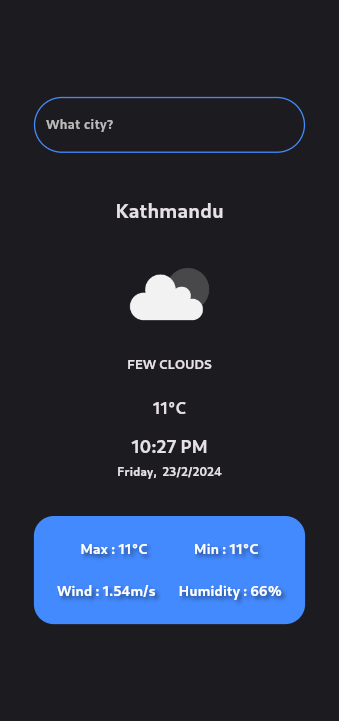 What city?
Kathmandu
FEW CLOUDS
11°C
10:27 PM
Friday, 23/2/2024
Max : 11°C Min : 11°C
Wind : 1.54m/s Humidity : 66%